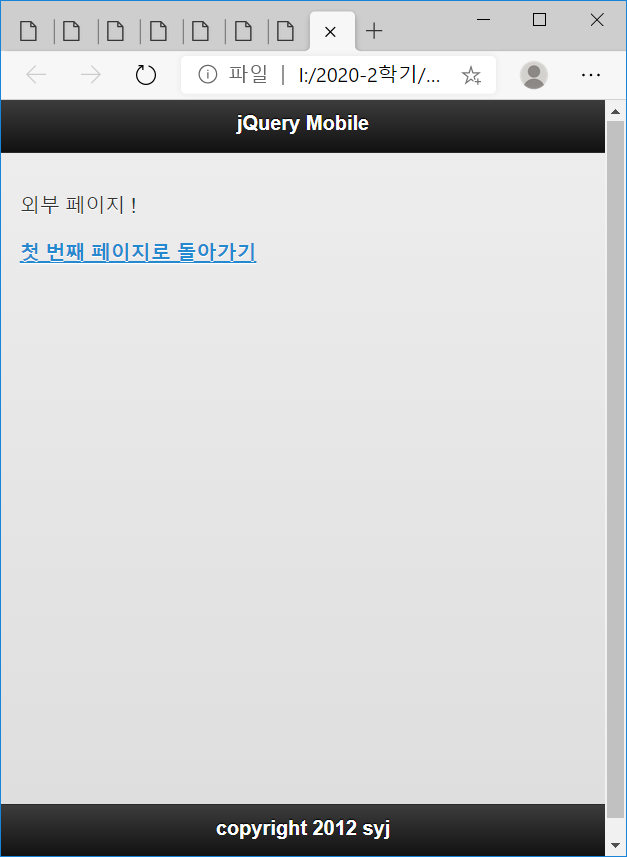 파일 | I:/2020-2학기/...
jQuery Mobile
외부 페이지 !
첫 번째 페이지로 돌아가기
copyright 2012 syj